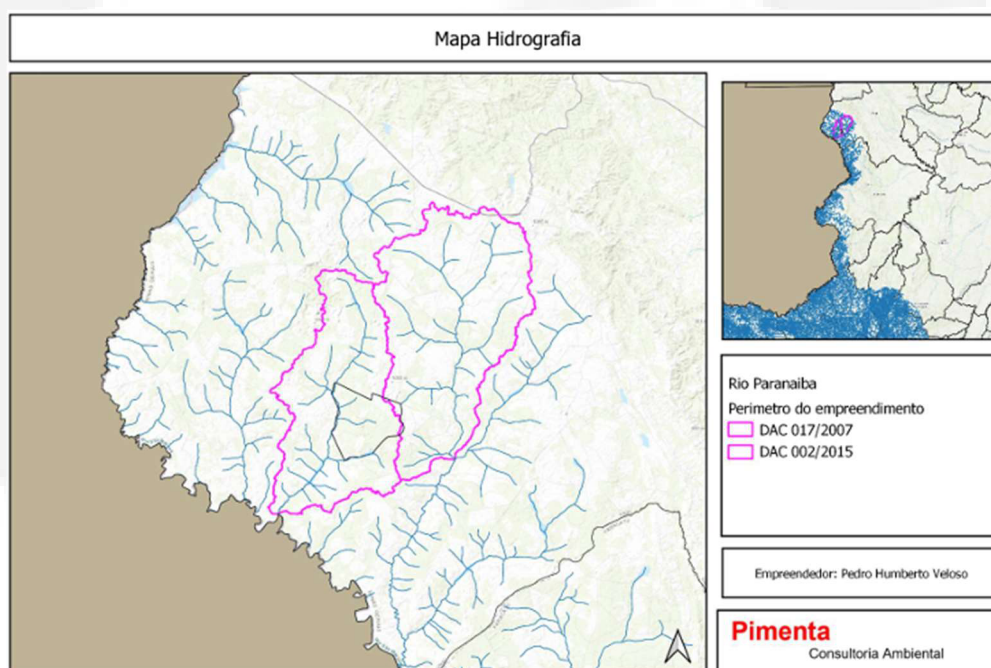 Mapa Hidrografia
Rio Paranaiba
Perimetro do empreendimento
DAC 017/2007
DAC 002/2015
Empreendedor: Pedro Humberto Veloso
Pimenta
Consultoria Ambiental